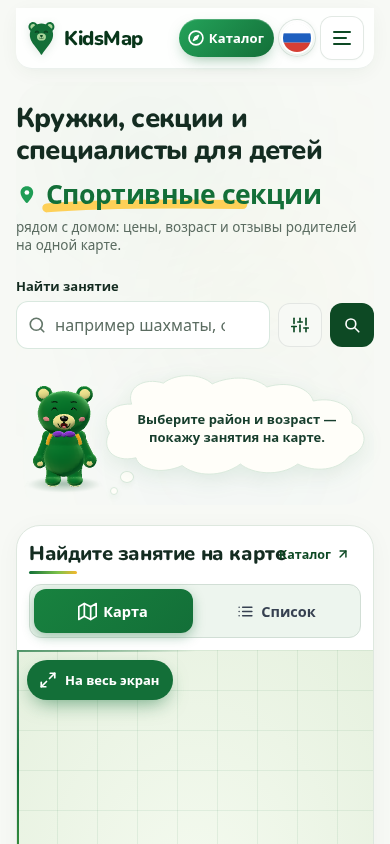 KidsMap
Каталог
Кружки, секции и
специалисты для детей
Спортивные секции
рядом с домом: цены, возраст и отзывы родителей
на одной карте.
Найти занятие
например шахматы, с
Выберите район и возраст —
покажу занятия на карте.
Найдите занятие на карте
Каталог
Карта
Список
На весь экран